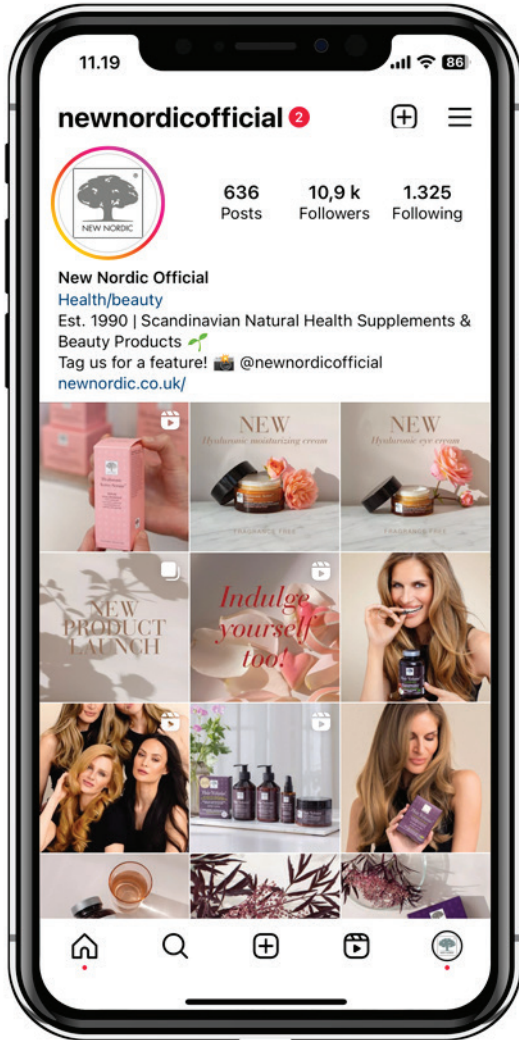 11.19
86
newnordicofficial 2
NEW NORDIC
636
Posts
10,9 k
Followers
1.325
Following
New Nordic Official
Health/beauty
Est. 1990 | Scandinavian Natural Health Supplements &
Beauty Products 🌱
Tag us for a feature! 📸 @newnordicofficial
newnordic.co.uk/
NEW
Hyaluronic moisturizing cream
FRAGRANCE FREE
NEW
Hyaluronic eye cream
FRAGRANCE FREE
NEW
PRODUCT
LAUNCH
Indulge
yourself
too!